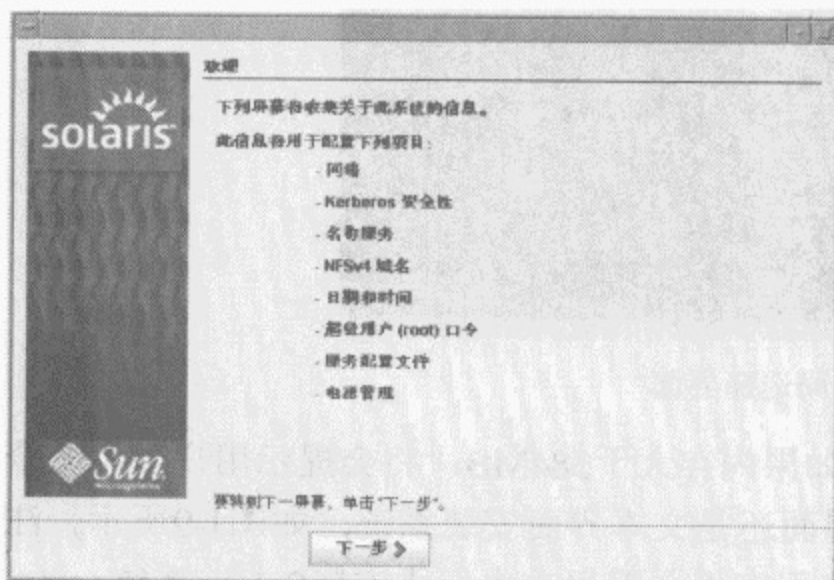 欢迎
solaris
下列屏幕将收集关于此系统的信息。
此信息将用于配置下列项目:
- 网络
- Kerberos 安全性
- 名称服务
- NFSv4 域名
- 日期和时间
- 超级用户 (root) 口令
- 服务配置文件
- 电源管理
Sun
microsystems
要转到下一屏幕，单击“下一步”。
下一步